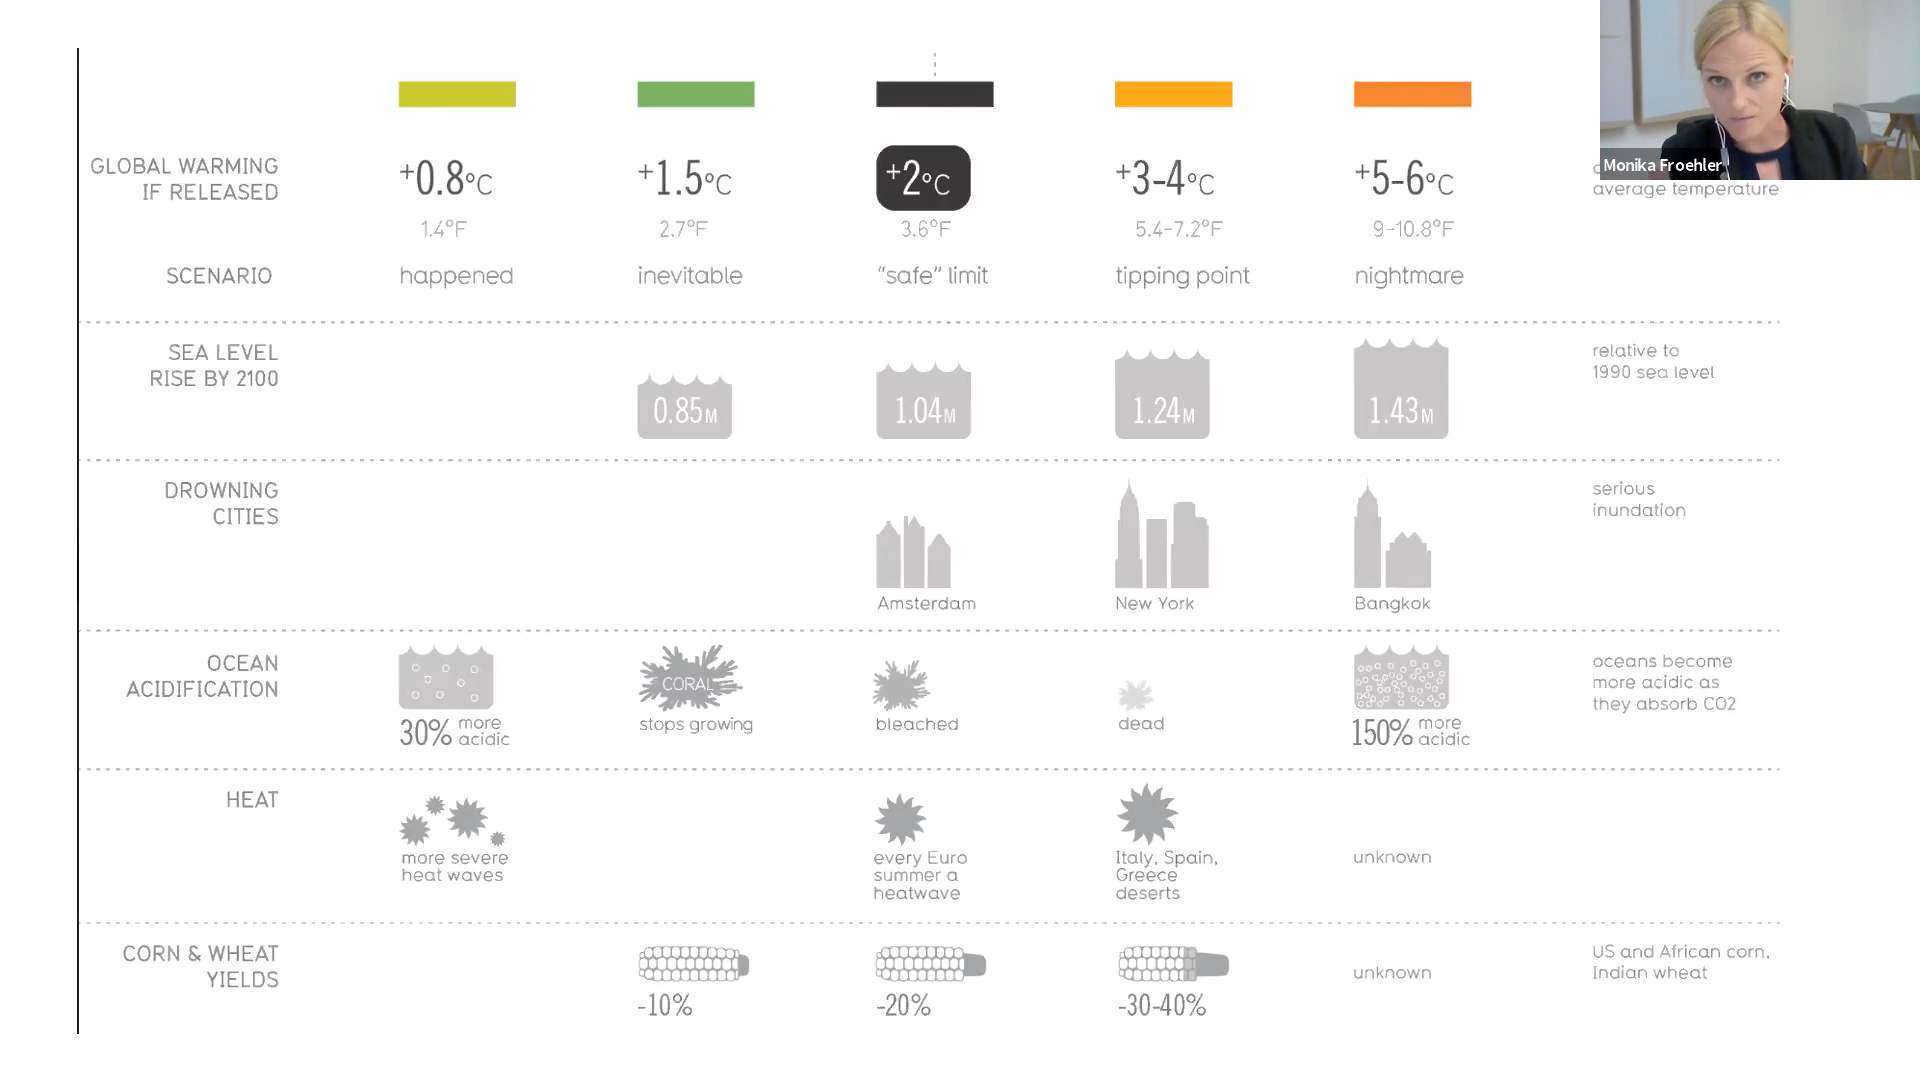 Monika Froehler
GLOBAL WARMING
IF RELEASED
+0.8°C
+1.5°C
+2°C
+3-4°C
+5-6°C
average temperature
1.4°F
2.7°F
3.6°F
5.4-7.2°F
9-10.8°F
SCENARIO
happened
inevitable
"safe" limit
tipping point
nightmare
SEA LEVEL
RISE BY 2100
0.85M
1.04M
1.24M
1.43M
relative to
1990 sea level
DROWNING
CITIES
Amsterdam
New York
Bangkok
serious
inundation
OCEAN
ACIDIFICATION
30% more
acidic
CORAL
stops growing
bleached
dead
150% more
acidic
oceans become
more acidic as
they absorb CO2
HEAT
more severe
heat waves
every Euro
summer a
heatwave
Italy, Spain,
Greece
deserts
unknown
CORN & WHEAT
YIELDS
-10%
-20%
-30-40%
unknown
US and African corn,
Indian wheat